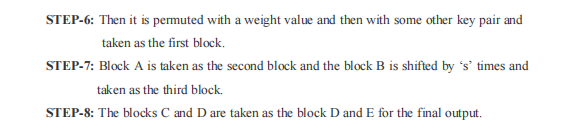 STEP-6: Then it is permuted with a weight value and then with some other key pair and
taken as the first block.
STEP-7: Block A is taken as the second block and the block B is shifted by ‘s’ times and
taken as the third block.
STEP-8: The blocks C and D are taken as the block D and E for the final output.